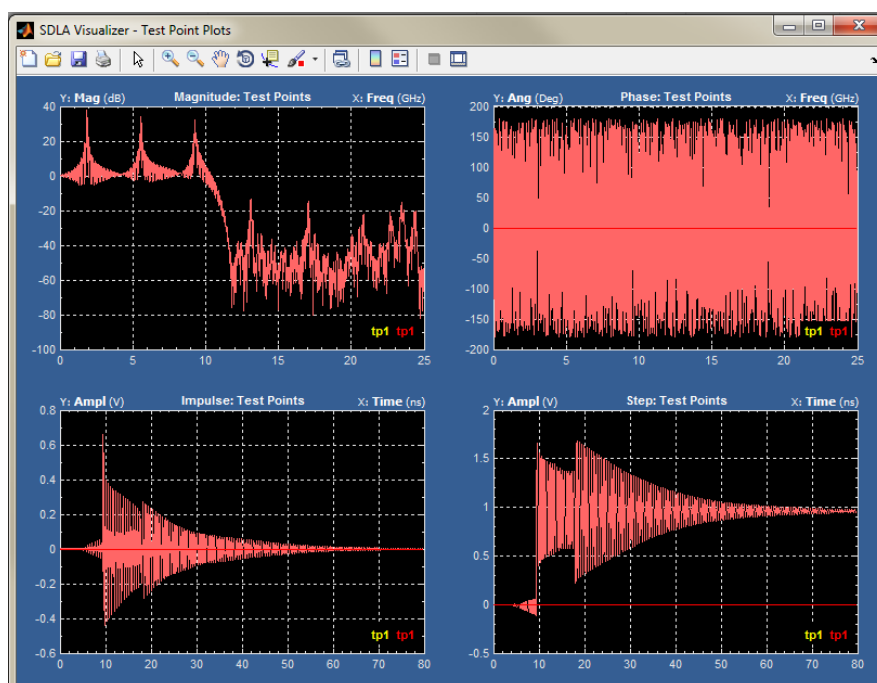 SDLA Visualizer - Test Point Plots
Y: Mag (dB) Magnitude: Test Points X: Freq (GHz)
40
20
0
-20
-40
-60
-80
-100
0 5 10 15 20 25
tp1 tp1
Y: Ang (Deg) Phase: Test Points X: Freq (GHz)
200
150
100
50
0
-50
-100
-150
-200
0 5 10 15 20 25
tp1 tp1
Y: Ampl (V) Impulse: Test Points X: Time (ns)
0.8
0.6
0.4
0.2
0
-0.2
-0.4
-0.6
0 10 20 30 40 50 60 70 80
tp1 tp1
Y: Ampl (V) Step: Test Points X: Time (ns)
2
1.5
1
0.5
0
-0.5
0 10 20 30 40 50 60 70 80
tp1 tp1